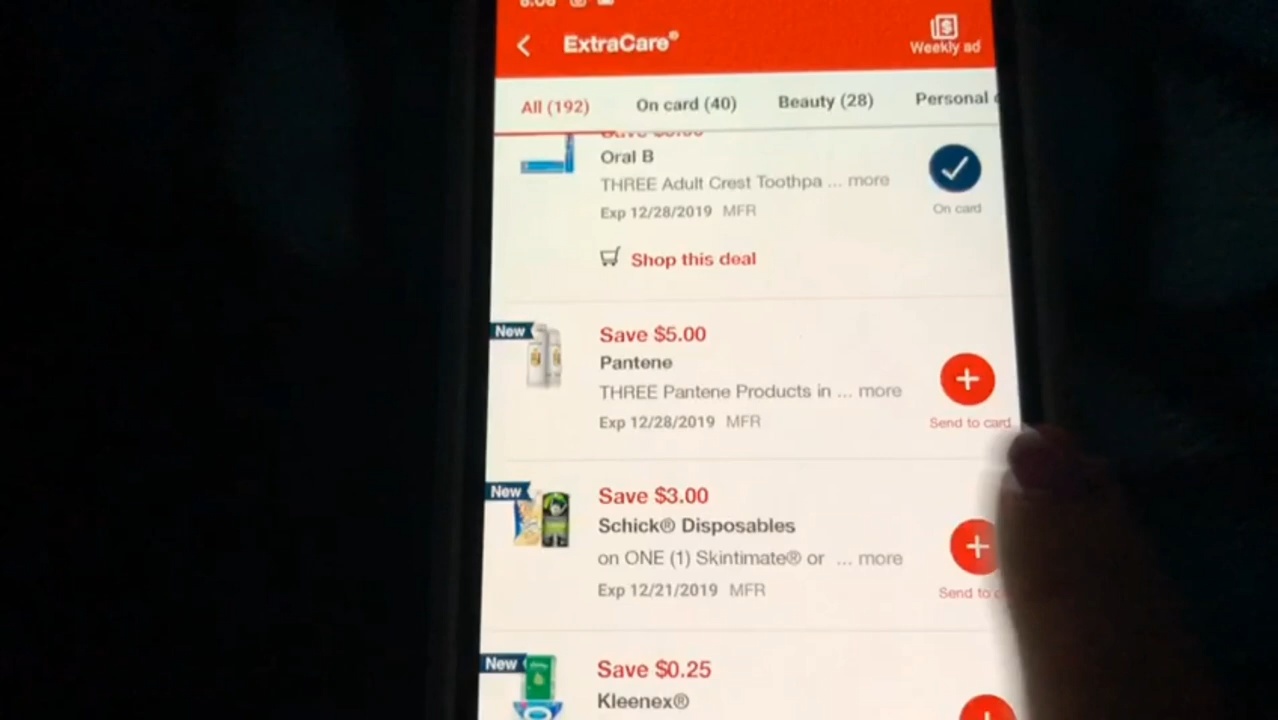 ExtraCare®
Weekly ad
All (192)
On card (40)
Beauty (28)
Personal
Oral B
THREE Adult Crest Toothpa ... more
Exp 12/28/2019 MFR
On card
Shop this deal
New
Save $5.00
Pantene
THREE Pantene Products in ... more
Exp 12/28/2019 MFR
Send to card
New
Save $3.00
Schick® Disposables
on ONE (1) Skintimate® or ... more
Exp 12/21/2019 MFR
Send to
New
Save $0.25
Kleenex®